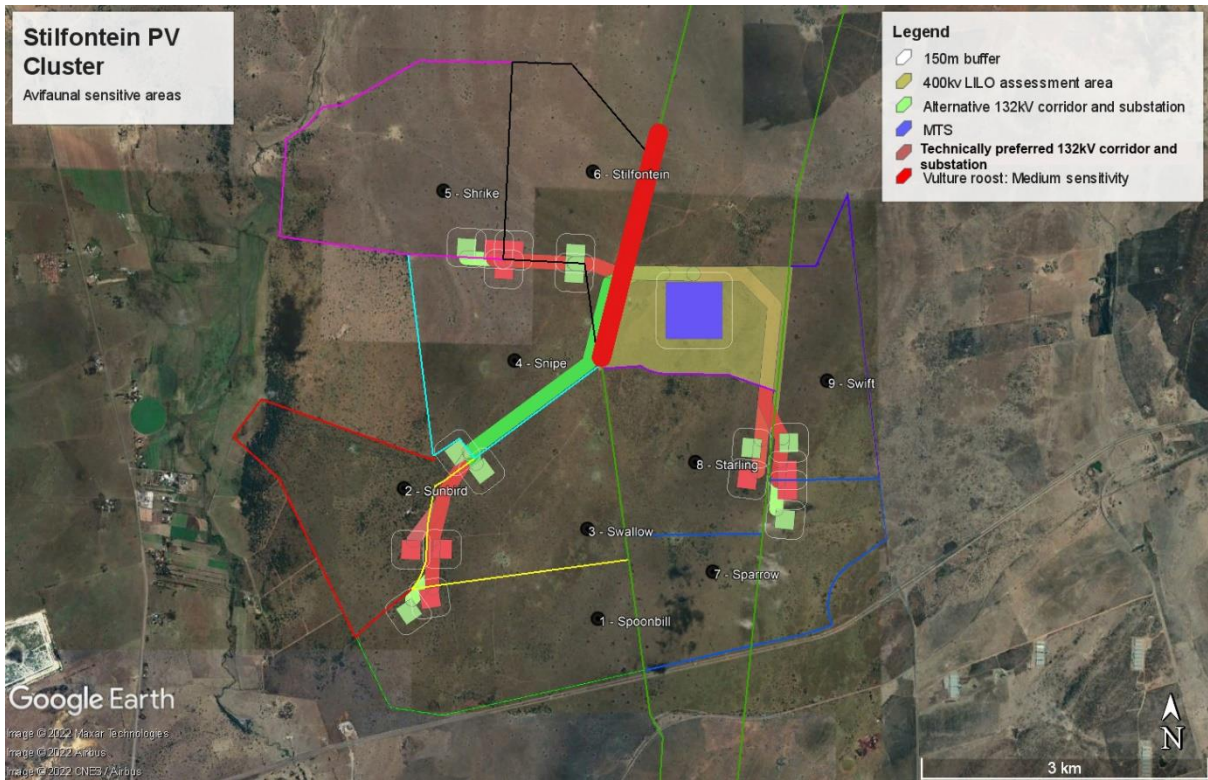 Stilfontein PV
Cluster
Avifaunal sensitive areas
Legend
150m buffer
400kv LILO assessment area
Alternative 132kV corridor and substation
MTS
Technically preferred 132kV corridor and
substation
Vulture roost: Medium sensitivity
6 - Stilfontein
5 - Shrike
4 - Snipe
9 - Swift
8 - Starling
2 - Sunbird
3 - Swallow
7 - Sparrow
1 - Spoonbill
Google Earth
Image © 2022 Maxar Technologies
Image © 2022 Airbus
Image © 2022 CNES / Airbus
N
3 km